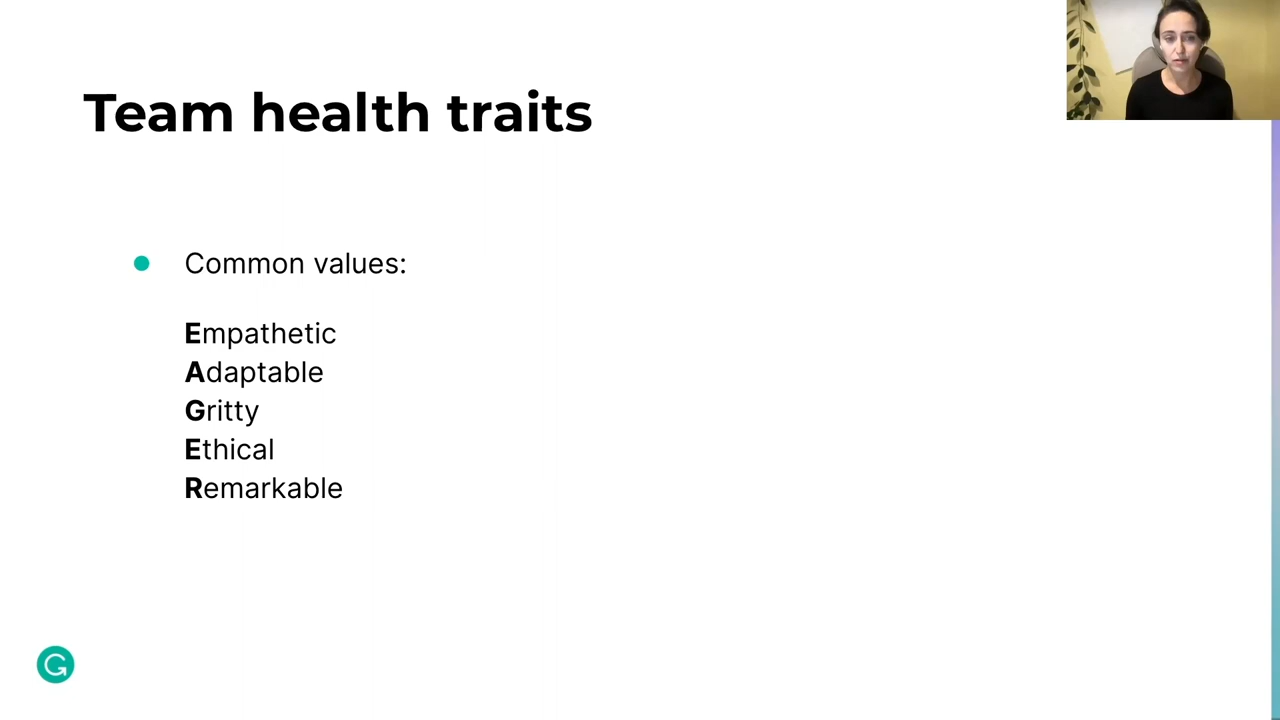 Team health traits
Common values:
Empathetic
Adaptable
Gritty
Ethical
Remarkable